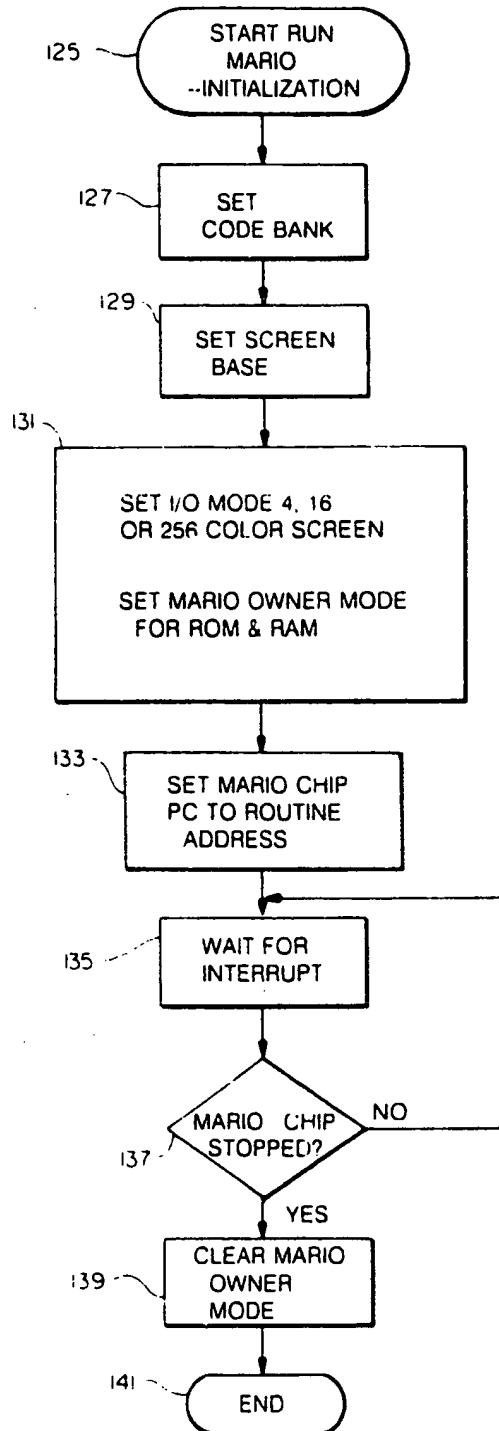 125
START RUN
MARIO
--INITIALIZATION
127
SET
CODE BANK
129
SET SCREEN
BASE
131
SET I/O MODE 4, 16
OR 256 COLOR SCREEN
SET MARIO OWNER MODE
FOR ROM & RAM
133
SET MARIO CHIP
PC TO ROUTINE
ADDRESS
135
WAIT FOR
INTERRUPT
137
MARIO CHIP
STOPPED?
NO
YES
139
CLEAR MARIO
OWNER
MODE
141
END